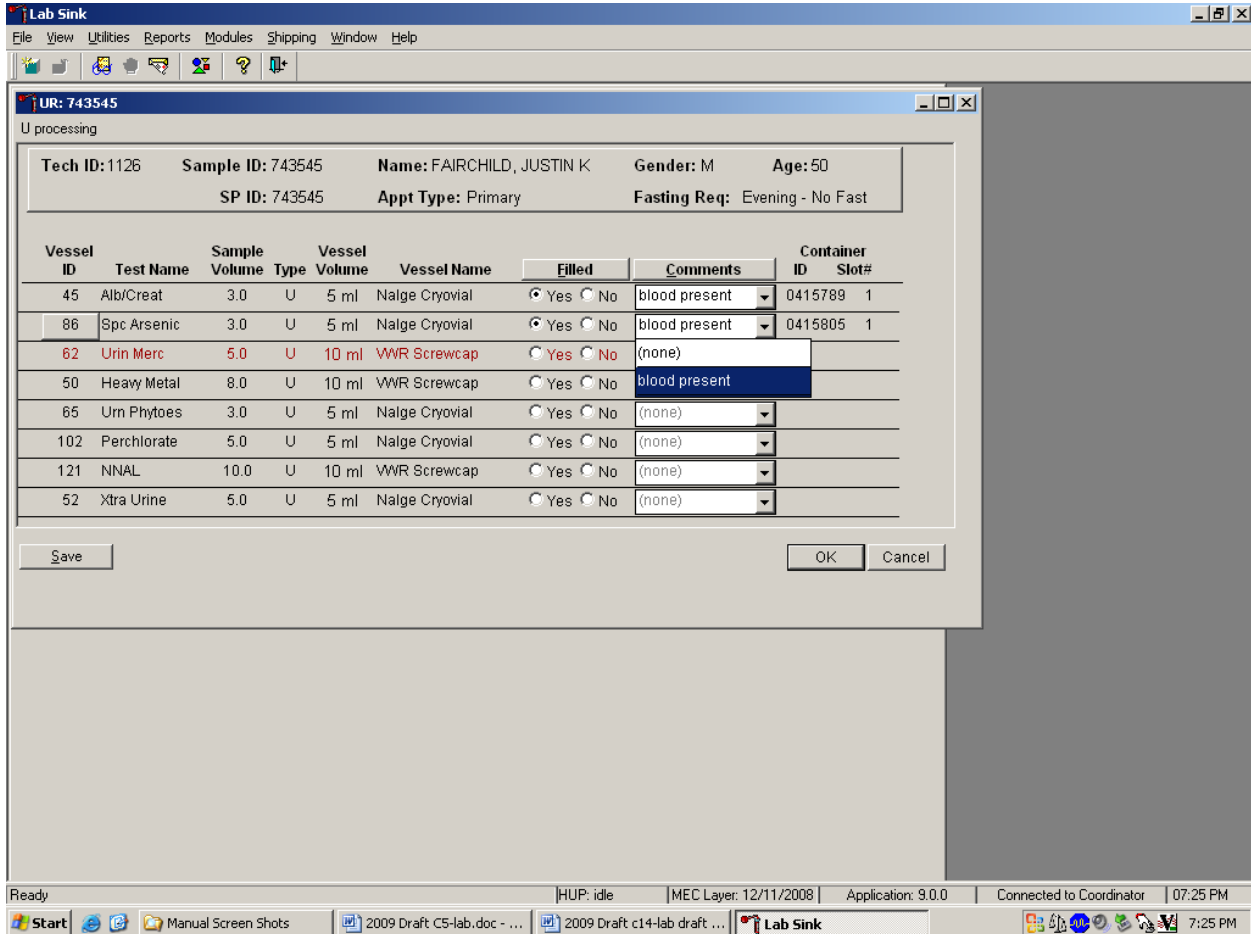 Lab Sink
File View Utilities Reports Modules Shipping Window Help
UR: 743545
U processing
Tech ID: 1126 Sample ID: 743545 Name: FAIRCHILD, JUSTIN K Gender: M Age: 50
SP ID: 743545 Appt Type: Primary Fasting Req: Evening - No Fast
Vessel Sample Vessel Container
ID Test Name Volume Type Volume Vessel Name Filled Comments ID Slot#
45 Alb/Creat 3.0 U 5 ml Nalge Cryovial Yes No blood present 0415789 1
86 Spc Arsenic 3.0 U 5 ml Nalge Cryovial Yes No blood present 0415805 1
62 Urin Merc 5.0 U 10 ml VWR Screwcap Yes No (none)
50 Heavy Metal 8.0 U 10 ml VWR Screwcap Yes No blood present
65 Urn Phytoes 3.0 U 5 ml Nalge Cryovial Yes No (none)
102 Perchlorate 5.0 U 5 ml Nalge Cryovial Yes No (none)
121 NNAL 10.0 U 10 ml VWR Screwcap Yes No (none)
52 Xtra Urine 5.0 U 5 ml Nalge Cryovial Yes No (none)
Save OK Cancel
Ready HUP: idle MEC Layer: 12/11/2008 Application: 9.0.0 Connected to Coordinator 07:25 PM
Start Manual Screen Shots 2009 Draft C5-lab.doc - ... 2009 Draft c14-lab draft ... Lab Sink 7:25 PM